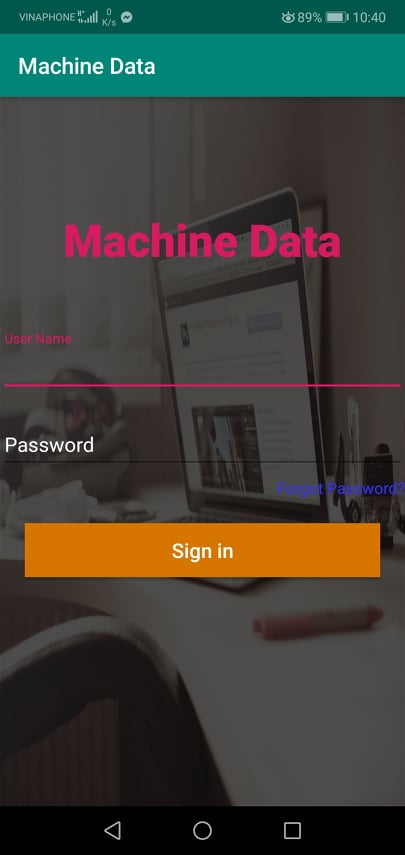 VINAPHONE H+ 0 K/s 89% 10:40
Machine Data
Machine Data
User Name
Password
Forgot Password?
Sign in